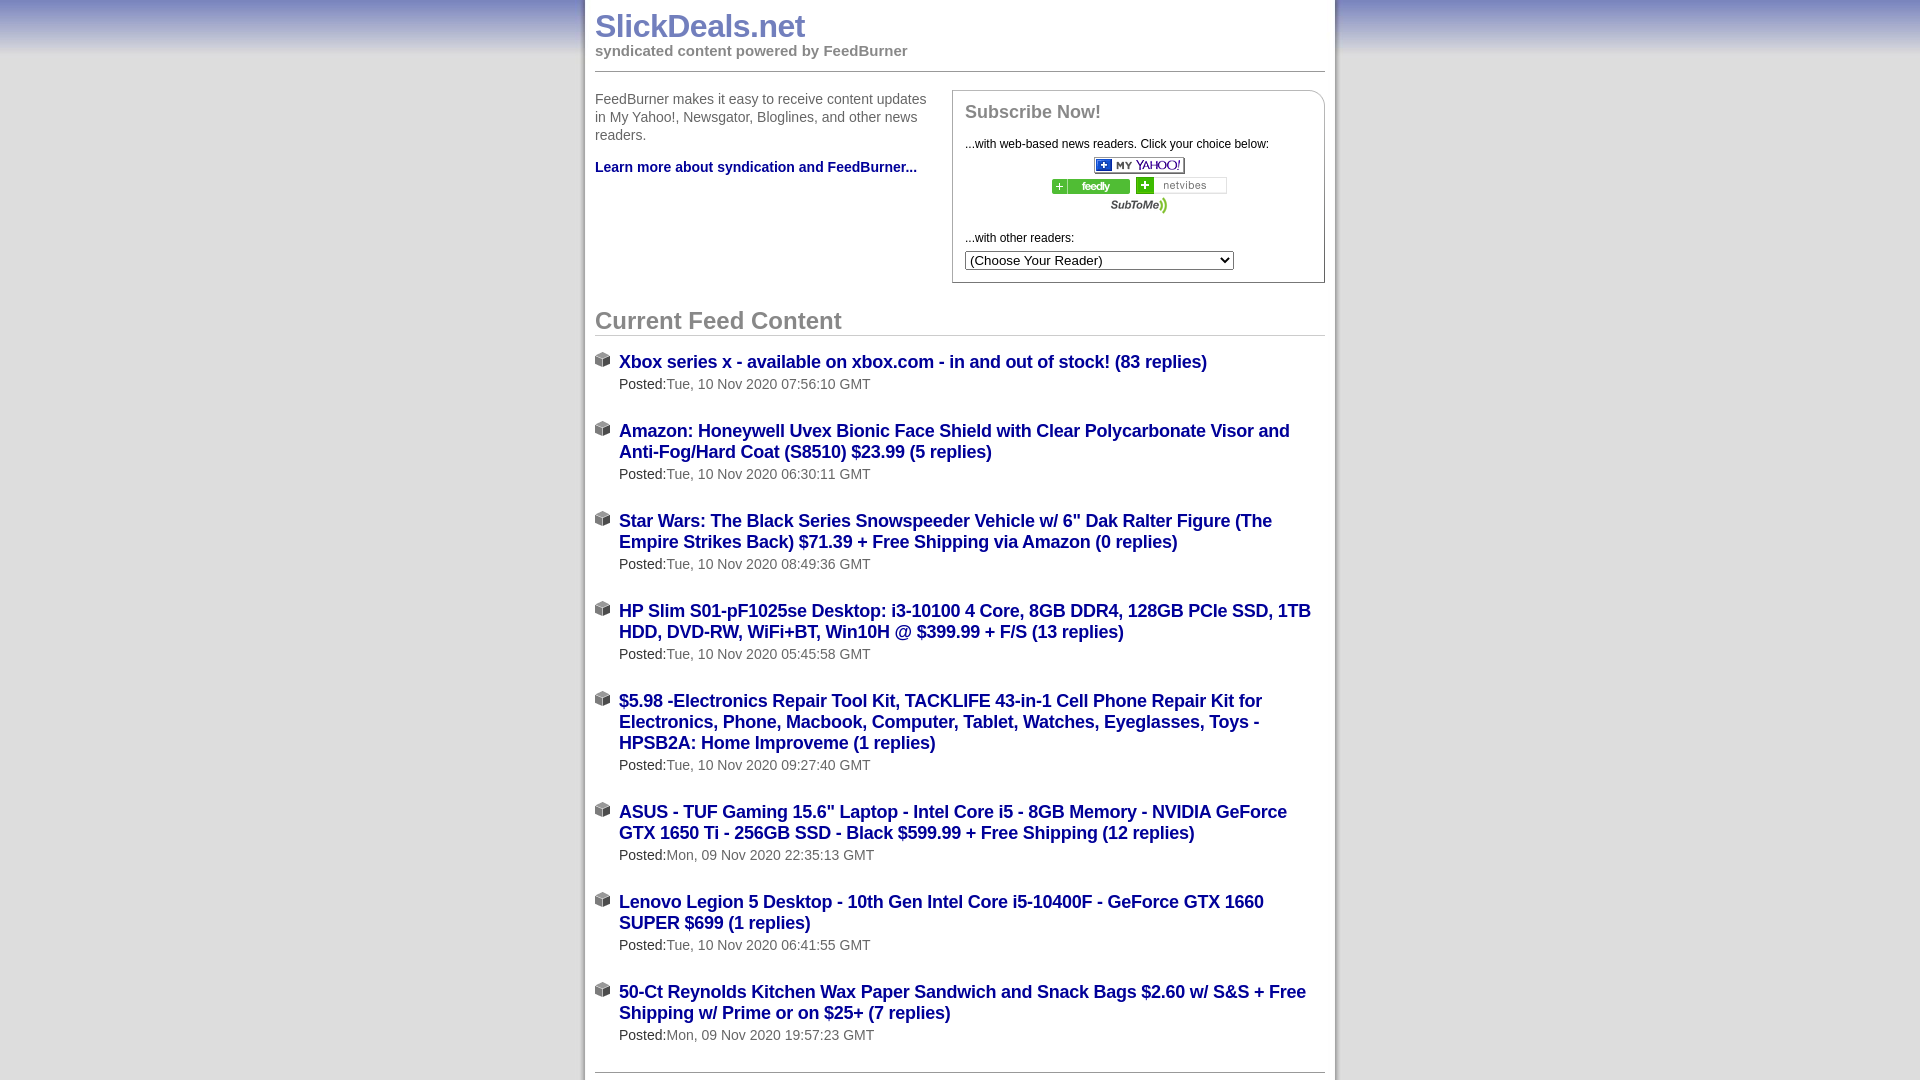 SlickDeals.net
syndicated content powered by FeedBurner
FeedBurner makes it easy to receive content updates
in My Yahoo!, Newsgator, Bloglines, and other news
readers.
Learn more about syndication and FeedBurner...
Subscribe Now!
...with web-based news readers. Click your choice below:
MY YAHOO!
feedly
netvibes
SubToMe
...with other readers:
(Choose Your Reader)
Current Feed Content
Xbox series x - available on xbox.com - in and out of stock! (83 replies)
Posted:Tue, 10 Nov 2020 07:56:10 GMT
Amazon: Honeywell Uvex Bionic Face Shield with Clear Polycarbonate Visor and
Anti-Fog/Hard Coat (S8510) $23.99 (5 replies)
Posted:Tue, 10 Nov 2020 06:30:11 GMT
Star Wars: The Black Series Snowspeeder Vehicle w/ 6" Dak Ralter Figure (The
Empire Strikes Back) $71.39 + Free Shipping via Amazon (0 replies)
Posted:Tue, 10 Nov 2020 08:49:36 GMT
HP Slim S01-pF1025se Desktop: i3-10100 4 Core, 8GB DDR4, 128GB PCIe SSD, 1TB
HDD, DVD-RW, WiFi+BT, Win10H @ $399.99 + F/S (13 replies)
Posted:Tue, 10 Nov 2020 05:45:58 GMT
$5.98 -Electronics Repair Tool Kit, TACKLIFE 43-in-1 Cell Phone Repair Kit for
Electronics, Phone, Macbook, Computer, Tablet, Watches, Eyeglasses, Toys -
HPSB2A: Home Improveme (1 replies)
Posted:Tue, 10 Nov 2020 09:27:40 GMT
ASUS - TUF Gaming 15.6" Laptop - Intel Core i5 - 8GB Memory - NVIDIA GeForce
GTX 1650 Ti - 256GB SSD - Black $599.99 + Free Shipping (12 replies)
Posted:Mon, 09 Nov 2020 22:35:13 GMT
Lenovo Legion 5 Desktop - 10th Gen Intel Core i5-10400F - GeForce GTX 1660
SUPER $699 (1 replies)
Posted:Tue, 10 Nov 2020 06:41:55 GMT
50-Ct Reynolds Kitchen Wax Paper Sandwich and Snack Bags $2.60 w/ S&S + Free
Shipping w/ Prime or on $25+ (7 replies)
Posted:Mon, 09 Nov 2020 19:57:23 GMT